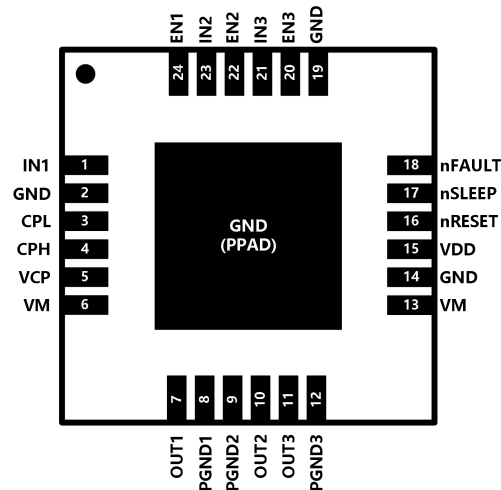 EN1 IN2 EN2 IN3 EN3 GND
24 23 22 21 20 19
IN1 1 18 nFAULT
GND 2 17 nSLEEP
CPL 3 16 nRESET
CPH 4 15 VDD
VCP 5 14 GND
VM 6 13 VM
GND
(PPAD)
7 8 9 10 11 12
OUT1 PGND1 PGND2 OUT2 OUT3 PGND3